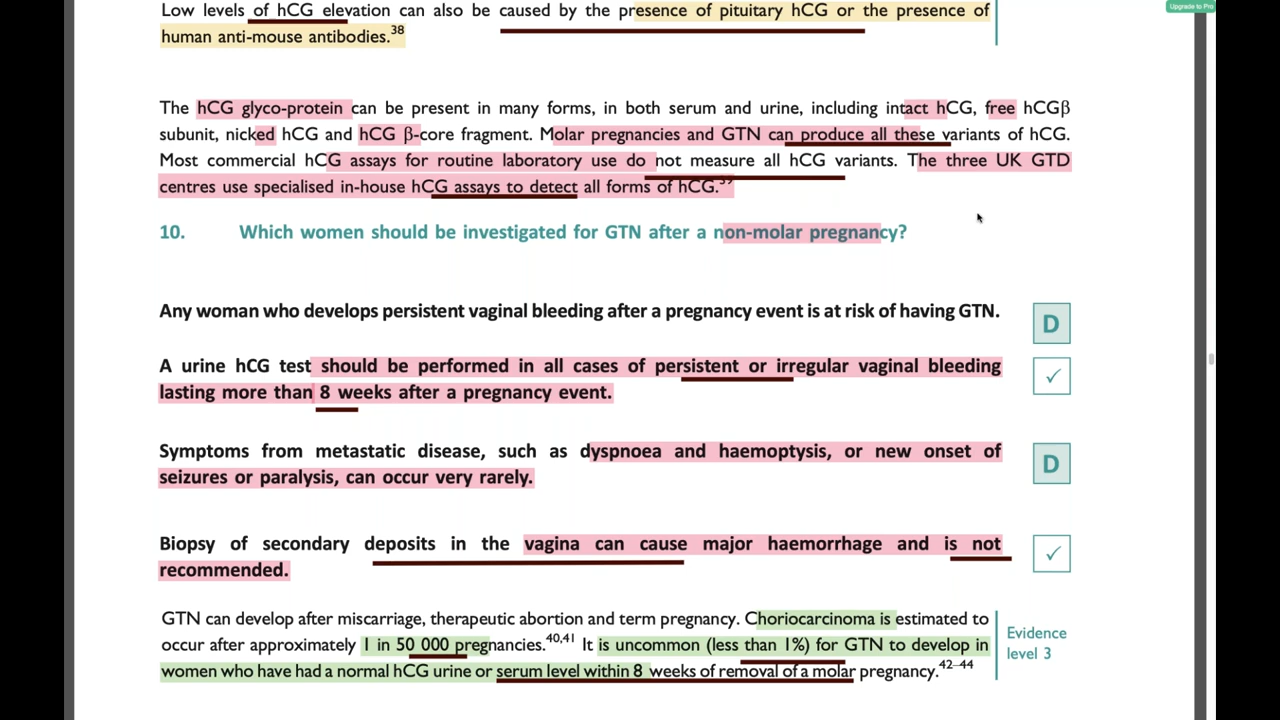 Upgrade to Pro
Low levels of hCG elevation can also be caused by the presence of pituitary hCG or the presence of
human anti-mouse antibodies.38
The hCG glyco-protein can be present in many forms, in both serum and urine, including intact hCG, free hCGβ
subunit, nicked hCG and hCG β-core fragment. Molar pregnancies and GTN can produce all these variants of hCG.
Most commercial hCG assays for routine laboratory use do not measure all hCG variants. The three UK GTD
centres use specialised in-house hCG assays to detect all forms of hCG.39
10. Which women should be investigated for GTN after a non-molar pregnancy?
Any woman who develops persistent vaginal bleeding after a pregnancy event is at risk of having GTN.
D
A urine hCG test should be performed in all cases of persistent or irregular vaginal bleeding
lasting more than 8 weeks after a pregnancy event.
✓
Symptoms from metastatic disease, such as dyspnoea and haemoptysis, or new onset of
seizures or paralysis, can occur very rarely.
D
Biopsy of secondary deposits in the vagina can cause major haemorrhage and is not
recommended.
✓
GTN can develop after miscarriage, therapeutic abortion and term pregnancy. Choriocarcinoma is estimated to
occur after approximately 1 in 50 000 pregnancies.40,41 It is uncommon (less than 1%) for GTN to develop in
women who have had a normal hCG urine or serum level within 8 weeks of removal of a molar pregnancy.42–44
Evidence
level 3